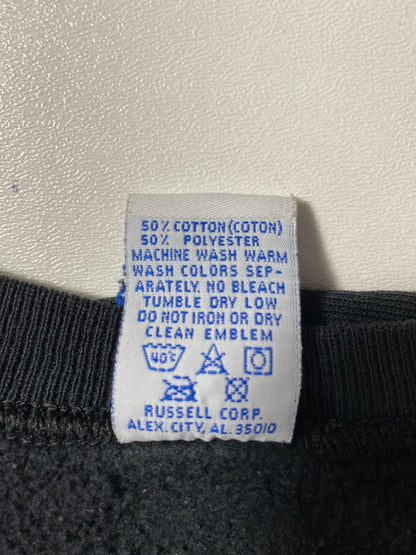 50% COTTON(COTON)
50% POLYESTER
MACHINE WASH WARM
WASH COLORS SEP-
ARATELY. NO BLEACH
TUMBLE DRY LOW
DO NOT IRON OR DRY
CLEAN EMBLEM
40°C
RUSSELL CORP.
ALEX. CITY, AL. 35010